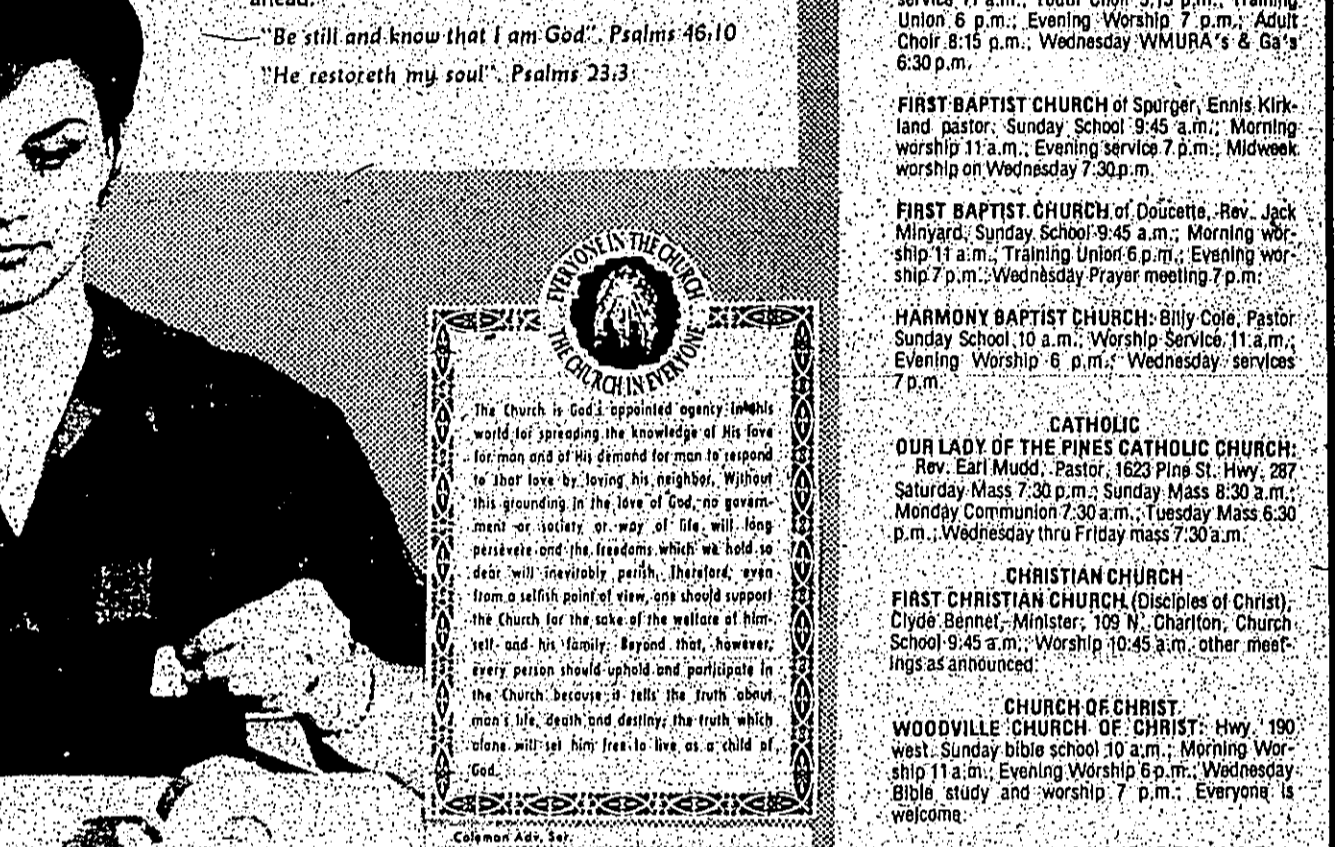 ahead.
"Be still and know that I am God". Psalms 46:10
"He restoreth my soul". Psalms 23:3
EVERYONE IN THE CHURCH
THE CHURCH IN EVERYONE
The Church is God's appointed agency in this
world for spreading the knowledge of His love
for man and of His demand for man to respond
to that love by loving his neighbor. Without
this grounding in the love of God, no govern-
ment or society or way of life will long
persevere and the freedoms which we hold so
dear will inevitably perish. Therefore, even
from a selfish point of view, one should support
the Church for the sake of the welfare of him-
self and his family. Beyond that, however,
every person should uphold and participate in
the Church because it tells the truth about
man's life, death and destiny; the truth which
alone will set him free to live as a child of
God.
Coleman Adv. Ser.
service 11 a.m.; Youth Choir 5:15 p.m.; Training
Union 6 p.m.; Evening Worship 7 p.m.; Adult
Choir 8:15 p.m.; Wednesday WMURA's & Ga's
6:30 p.m.
FIRST BAPTIST CHURCH of Spurger, Ennis Kirk-
land pastor. Sunday School 9:45 a.m.; Morning
worship 11 a.m.; Evening service 7 p.m.; Midweek
worship on Wednesday 7:30 p.m.
FIRST BAPTIST CHURCH of Doucette, Rev. Jack
Minyard, Sunday School 9:45 a.m.; Morning wor-
ship 11 a.m.; Training Union 6 p.m.; Evening wor-
ship 7 p.m.; Wednesday Prayer meeting 7 p.m.
HARMONY BAPTIST CHURCH: Billy Cole, Pastor
Sunday School 10 a.m.; Worship Service 11 a.m.;
Evening Worship 6 p.m.; Wednesday services
7 p.m.
CATHOLIC
OUR LADY OF THE PINES CATHOLIC CHURCH:
Rev. Earl Mudd, Pastor, 1623 Pine St. Hwy. 287
Saturday Mass 7:30 p.m.; Sunday Mass 8:30 a.m.;
Monday Communion 7:30 a.m.; Tuesday Mass 6:30
p.m.; Wednesday thru Friday mass 7:30 a.m.
CHRISTIAN CHURCH
FIRST CHRISTIAN CHURCH (Disciples of Christ),
Clyde Bennet, Minister, 109 N. Charlton, Church
School 9:45 a.m.; Worship 10:45 a.m. other meet-
ings as announced.
CHURCH OF CHRIST
WOODVILLE CHURCH OF CHRIST: Hwy. 190
west. Sunday bible school 10 a.m.; Morning Wor-
ship 11 a.m.; Evening Worship 6 p.m.; Wednesday
Bible study and worship 7 p.m.; Everyone is
welcome.